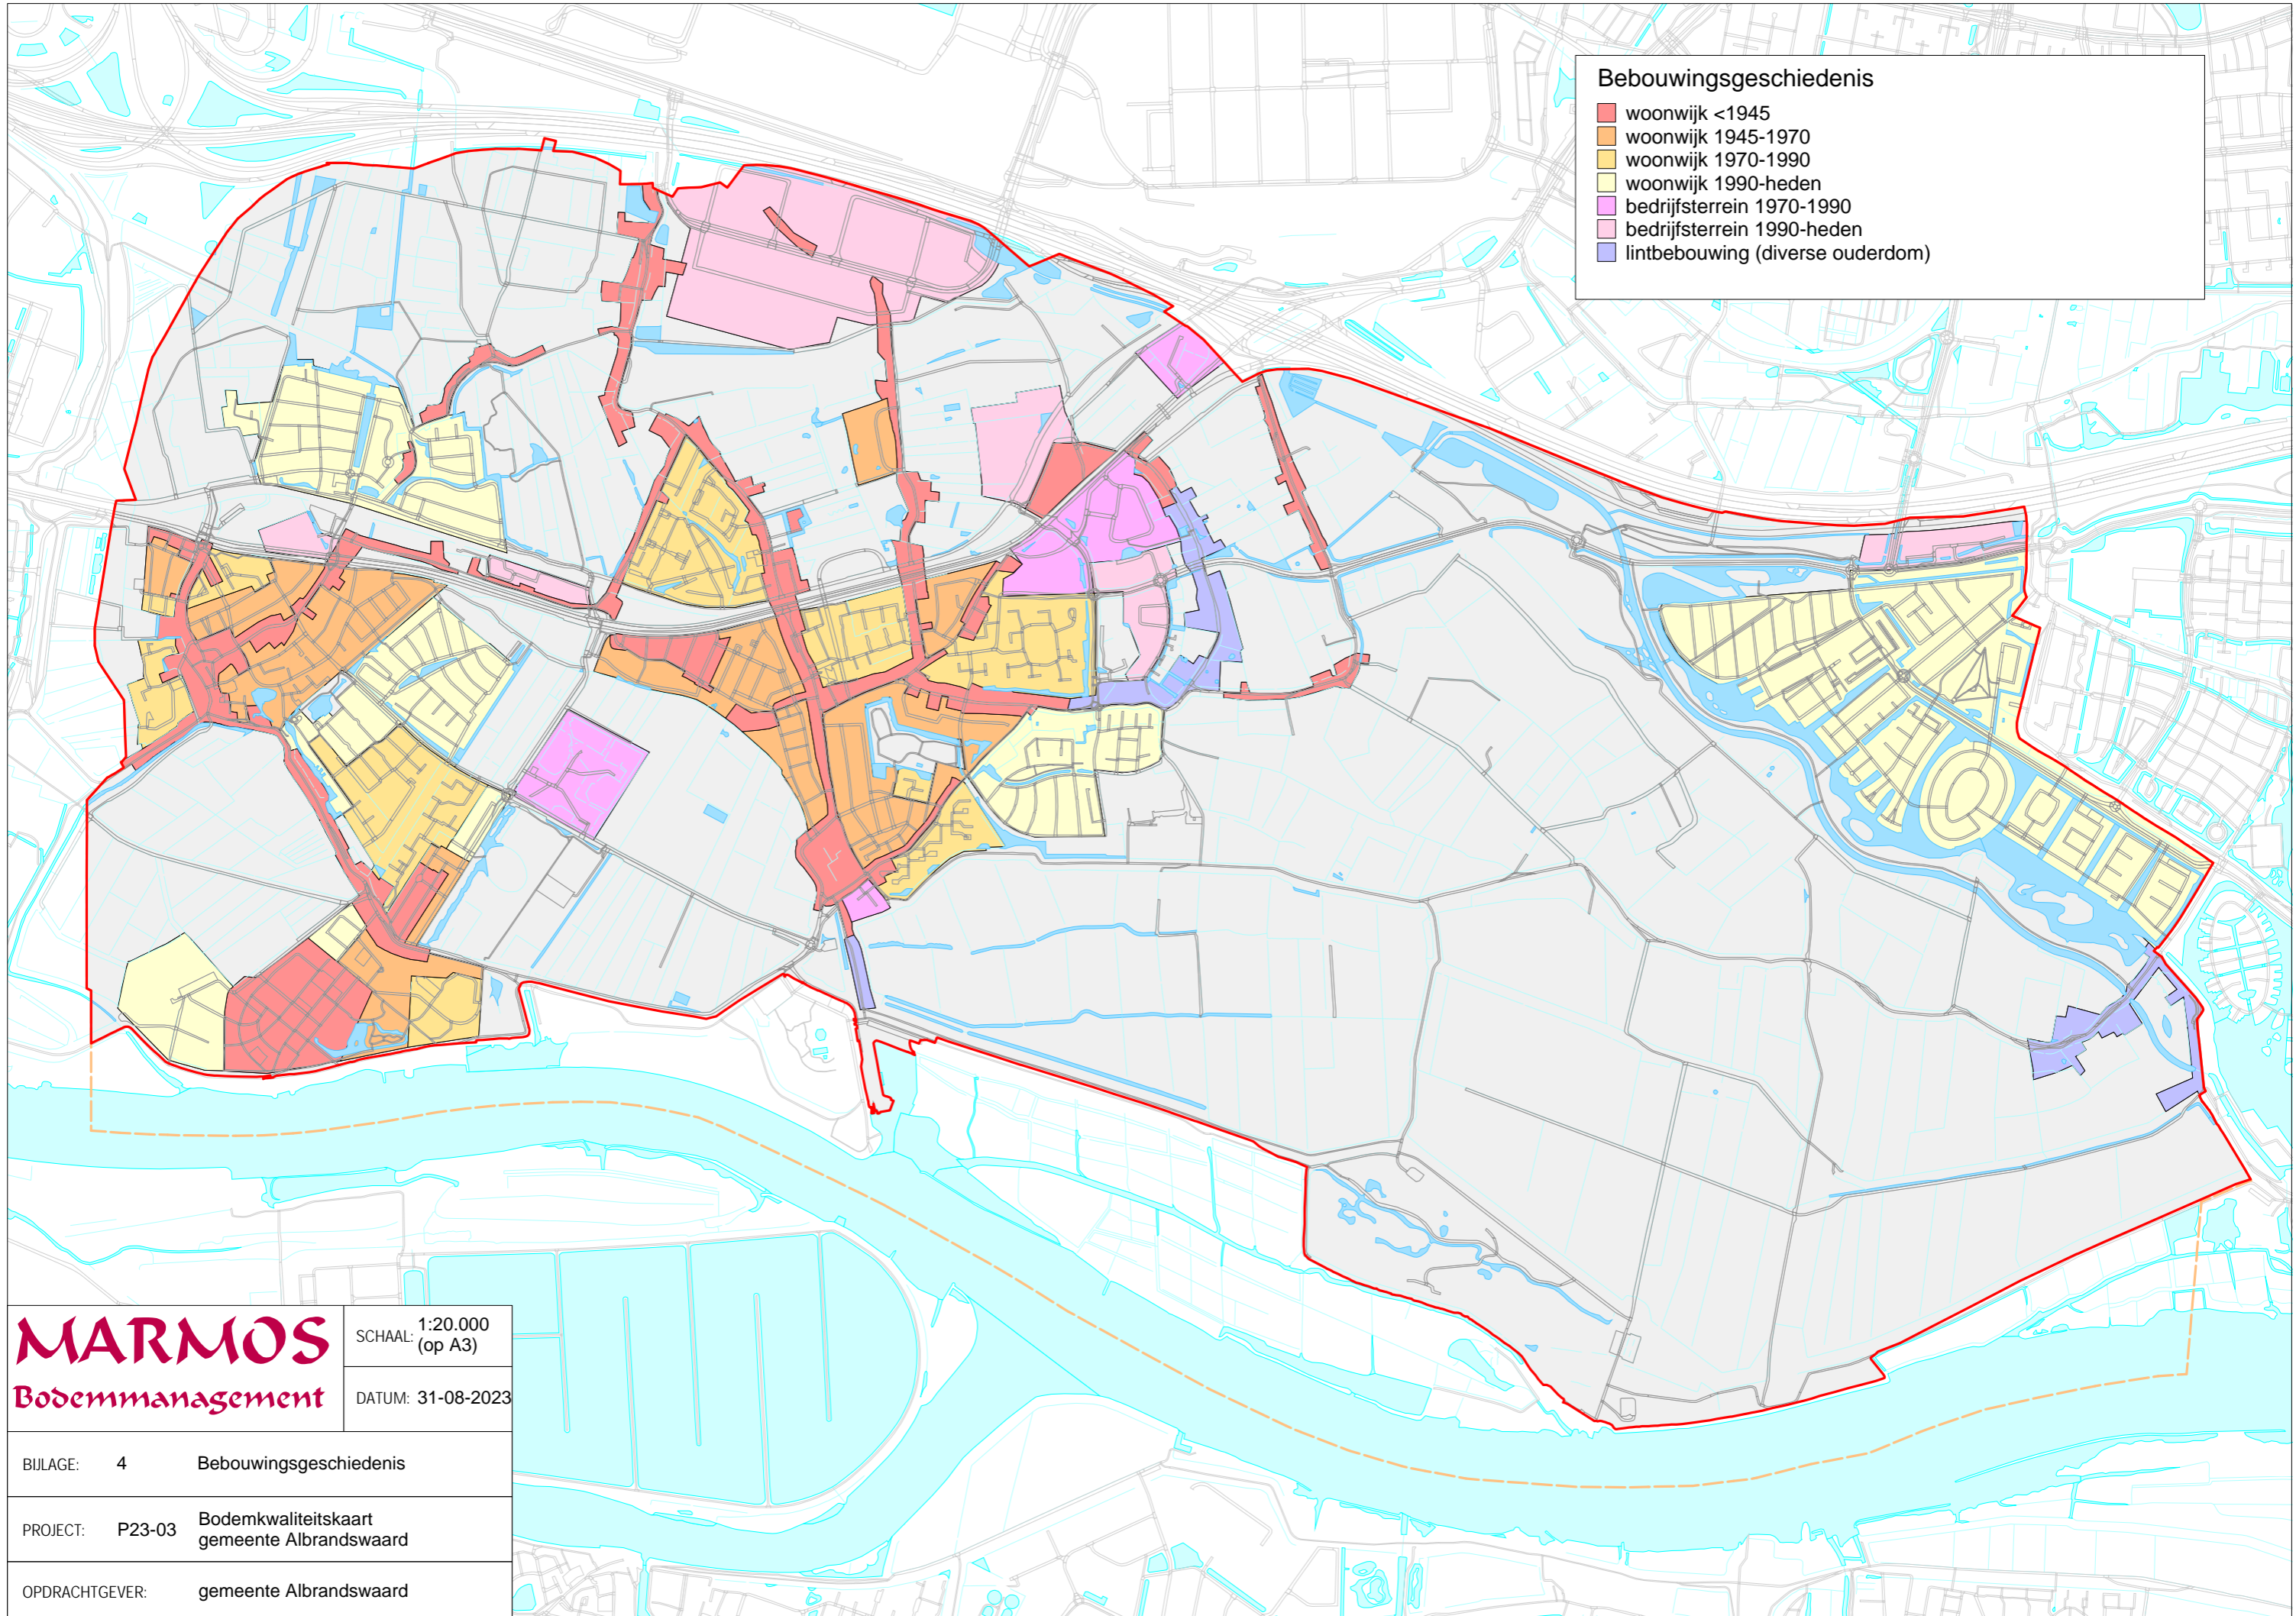 Bebouwingsgeschiedenis
woonwijk <1945
woonwijk 1945-1970
woonwijk 1970-1990
woonwijk 1990-heden
bedrijfsterrein 1970-1990
bedrijfsterrein 1990-heden
lintbebouwing (diverse ouderdom)
MARMOS
Bodemmanagement
SCHAAL: 1:20.000
(op A3)
DATUM: 31-08-2023
BIJLAGE: 4 Bebouwingsgeschiedenis
PROJECT: P23-03 Bodemkwaliteitskaart
gemeente Albrandswaard
OPDRACHTGEVER: gemeente Albrandswaard